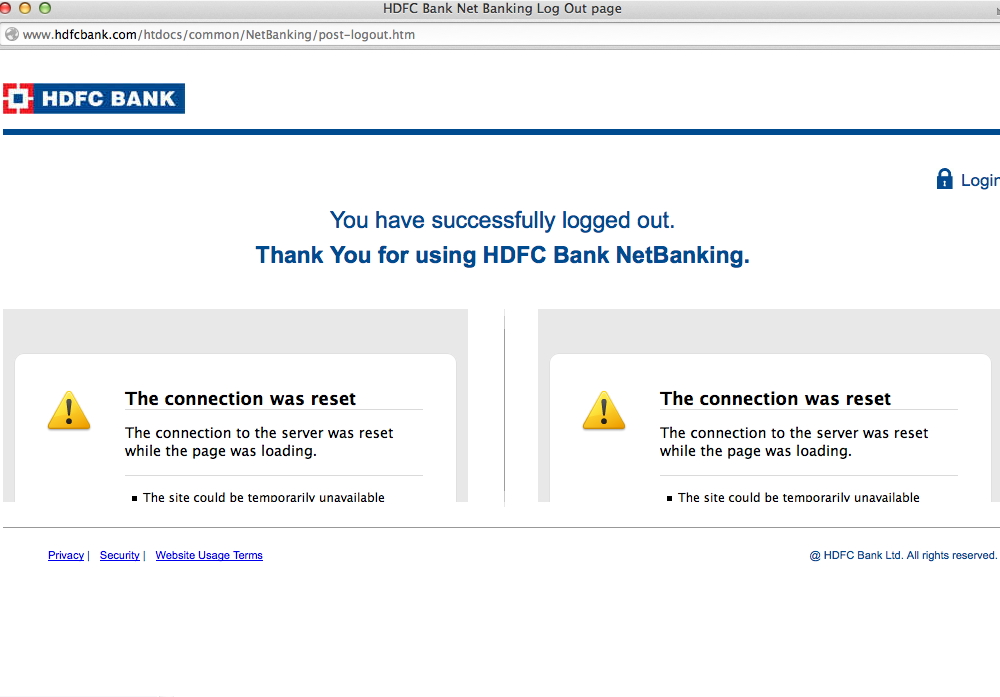 HDFC Bank Net Banking Log Out page
www.hdfcbank.com/htdocs/common/NetBanking/post-logout.htm
HDFC BANK
Login
You have successfully logged out.
Thank You for using HDFC Bank NetBanking.
The connection was reset
The connection to the server was reset
while the page was loading.
The site could be temporarily unavailable
The connection was reset
The connection to the server was reset
while the page was loading.
The site could be temporarily unavailable
Privacy | Security | Website Usage Terms
@ HDFC Bank Ltd. All rights reserved.